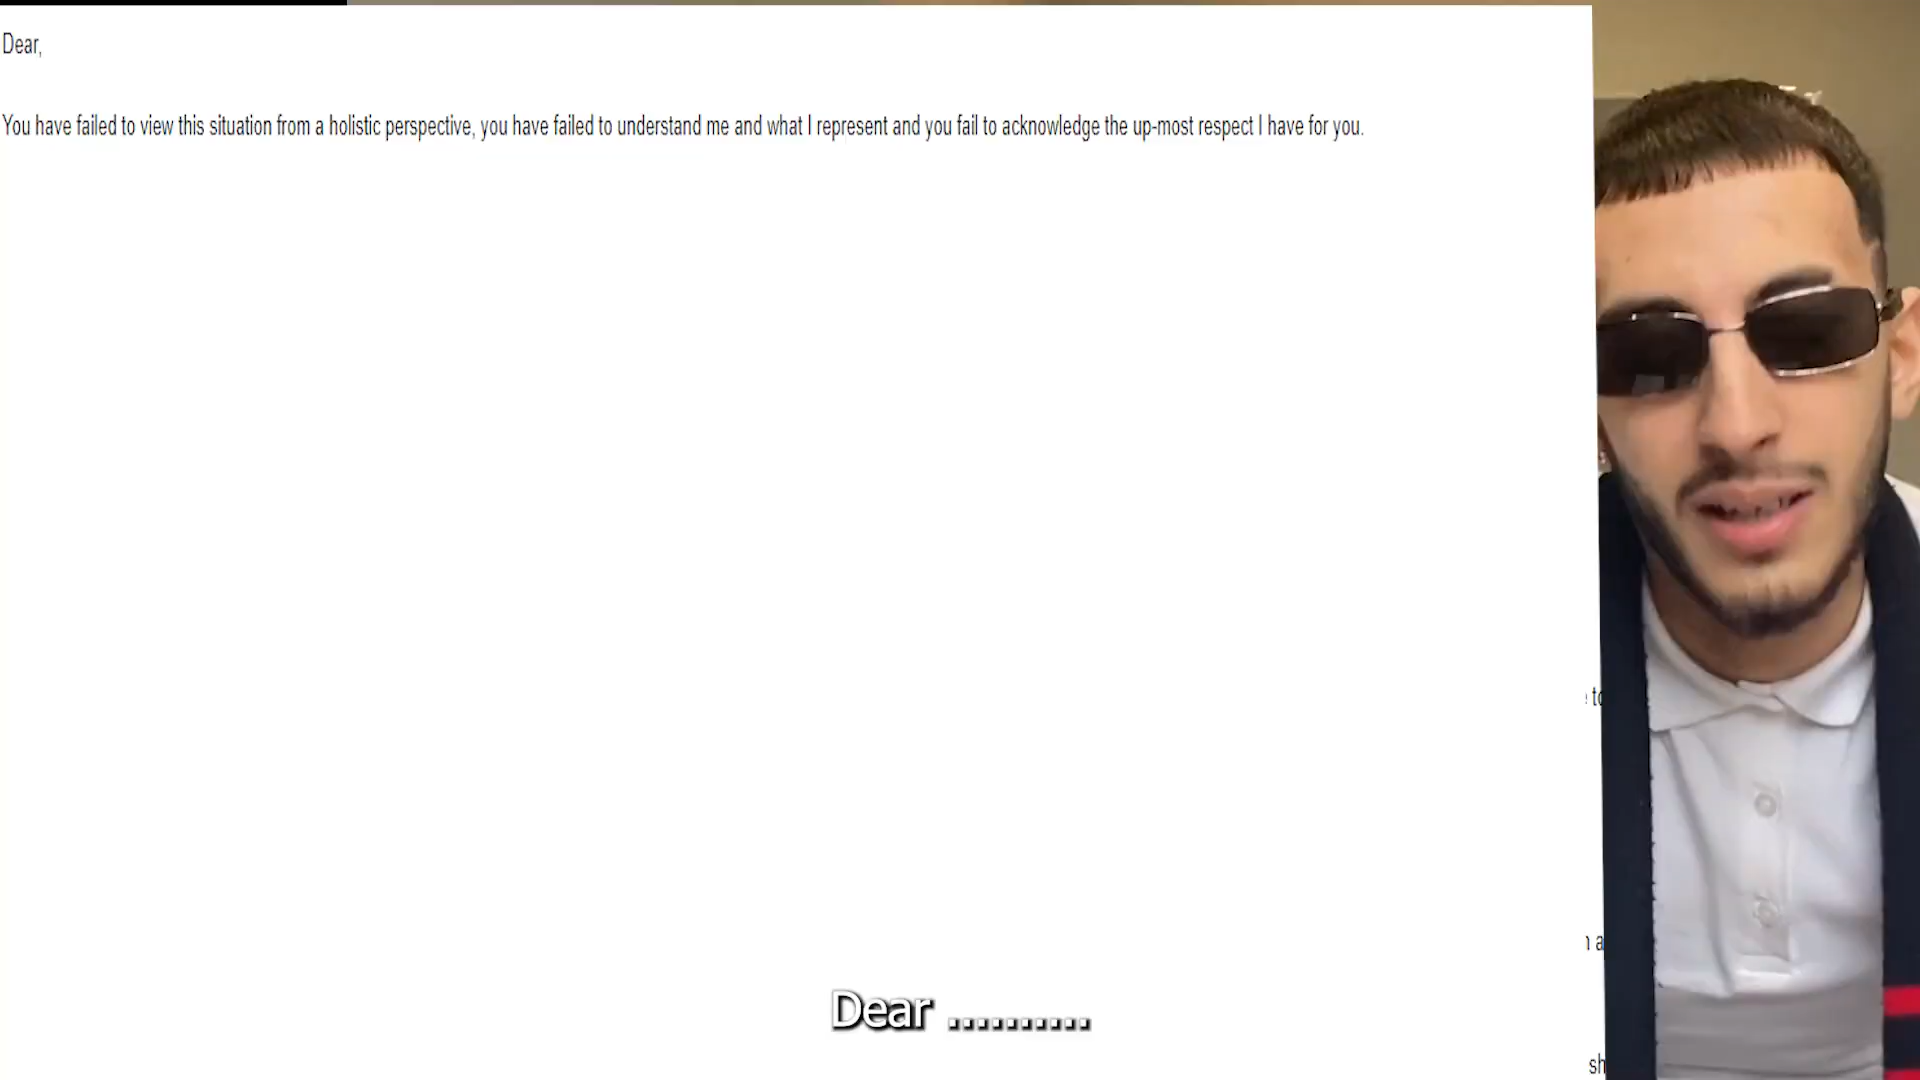 Dear,
You have failed to view this situation from a holistic perspective, you have failed to understand me and what I represent and you fail to acknowledge the up-most respect I have for you.
Dear ..........